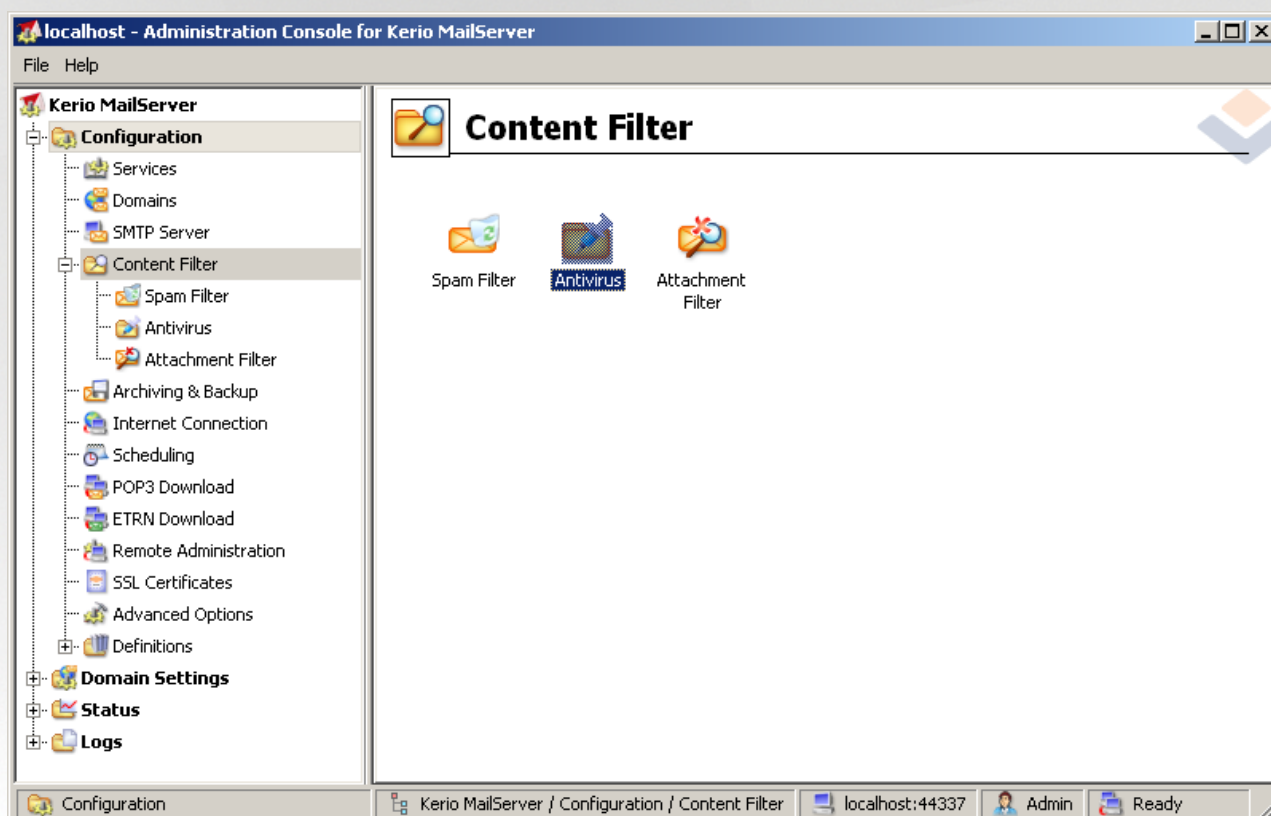 localhost - Administration Console for Kerio MailServer
File Help
Kerio MailServer
Configuration
Services
Domains
SMTP Server
Content Filter
Spam Filter
Antivirus
Attachment Filter
Archiving & Backup
Internet Connection
Scheduling
POP3 Download
ETRN Download
Remote Administration
SSL Certificates
Advanced Options
Definitions
Domain Settings
Status
Logs
Content Filter
Spam Filter
Antivirus
Attachment
Filter
Configuration
Kerio MailServer / Configuration / Content Filter
localhost:44337
Admin
Ready